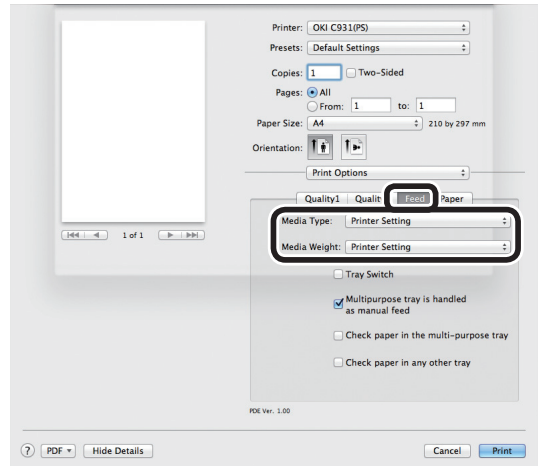 Printer: OKI C931(PS)
Presets: Default Settings
Copies: 1 Two-Sided
Pages: All
From: 1 to: 1
Paper Size: A4 210 by 297 mm
Orientation:
Print Options
Quality1 Quality Feed Paper
Media Type: Printer Setting
1 of 1
Media Weight: Printer Setting
Tray Switch
Multipurpose tray is handled
as manual feed
Check paper in the multi-purpose tray
Check paper in any other tray
PDE Ver. 1.00
? PDF Hide Details Cancel Print